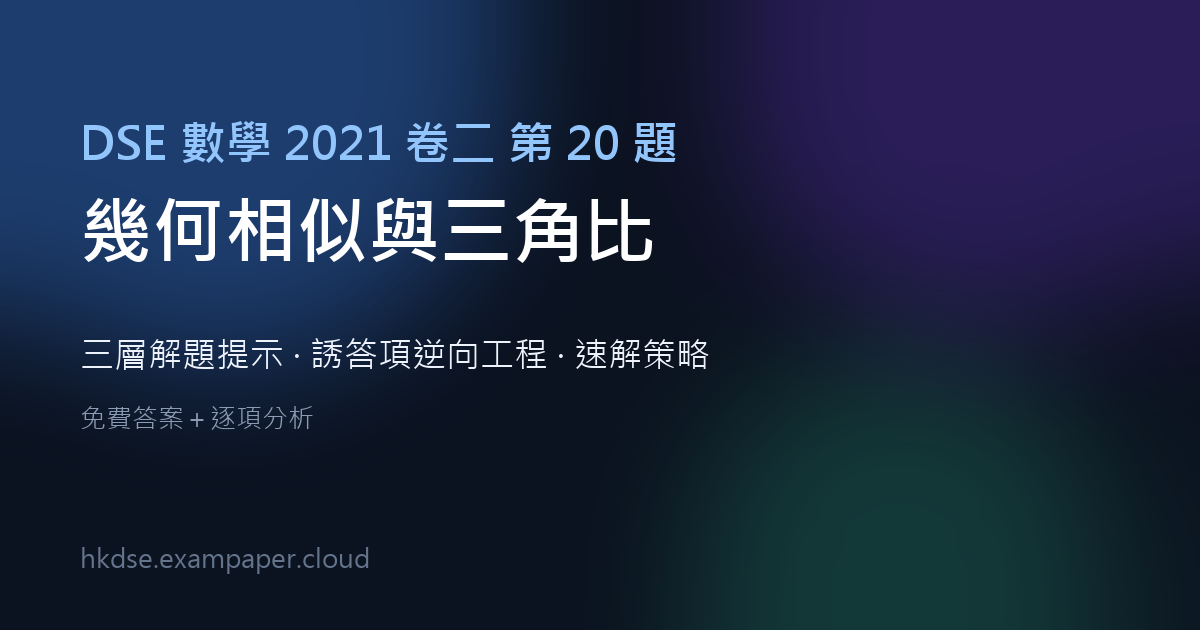 DSE 數學 2021 卷二 第 20 題
幾何相似與三角比
三層解題提示 · 誘答項逆向工程 · 速解策略
免費答案 + 逐項分析
hkdse.exampaper.cloud